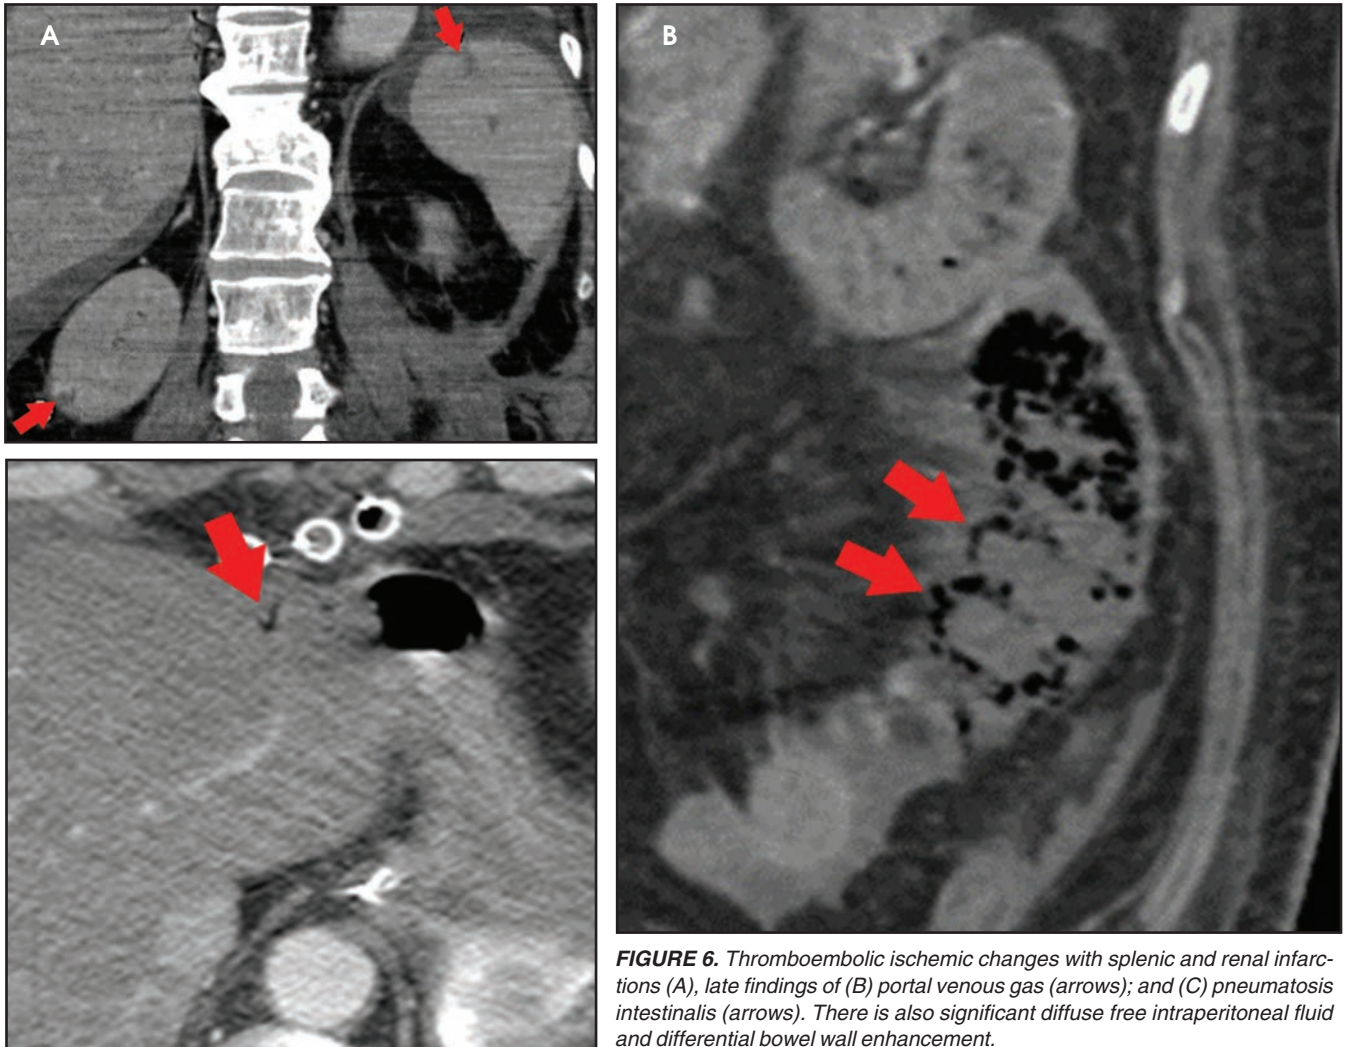 A
B
FIGURE 6. Thromboembolic ischemic changes with splenic and renal infarc-
tions (A), late findings of (B) portal venous gas (arrows); and (C) pneumatosis
intestinalis (arrows). There is also significant diffuse free intraperitoneal fluid
and differential bowel wall enhancement.